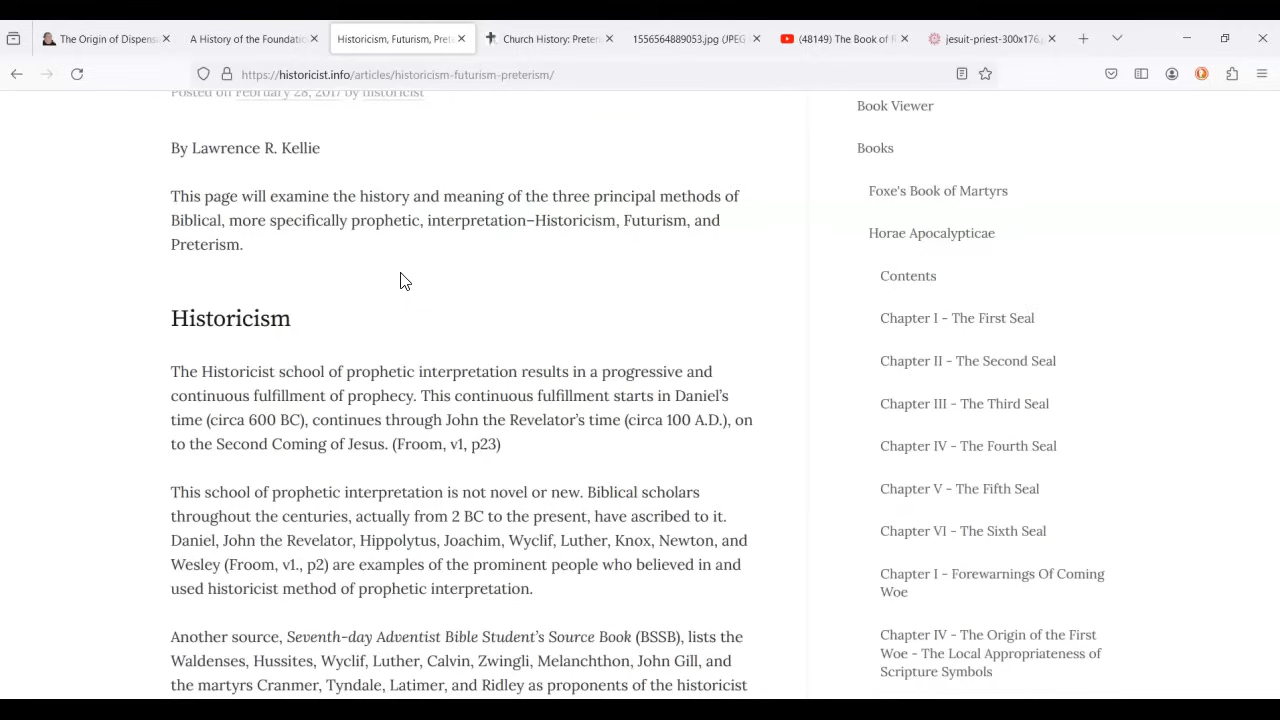 The Origin of Dispens
A History of the Foundatio
Historicism, Futurism, Prete
Church History: Preteri
1556564889053.jpg (JPEG
(48149) The Book of R
jesuit-priest-300x176.j
https://historicist.info/articles/historicism-futurism-preterism/
Posted on February 28, 2017 by historicist
By Lawrence R. Kellie
This page will examine the history and meaning of the three principal methods of
Biblical, more specifically prophetic, interpretation–Historicism, Futurism, and
Preterism.
Historicism
The Historicist school of prophetic interpretation results in a progressive and
continuous fulfillment of prophecy. This continuous fulfillment starts in Daniel’s
time (circa 600 BC), continues through John the Revelator’s time (circa 100 A.D.), on
to the Second Coming of Jesus. (Froom, v1, p23)
This school of prophetic interpretation is not novel or new. Biblical scholars
throughout the centuries, actually from 2 BC to the present, have ascribed to it.
Daniel, John the Revelator, Hippolytus, Joachim, Wyclif, Luther, Knox, Newton, and
Wesley (Froom, v1., p2) are examples of the prominent people who believed in and
used historicist method of prophetic interpretation.
Another source, Seventh-day Adventist Bible Student’s Source Book (BSSB), lists the
Waldenses, Hussites, Wyclif, Luther, Calvin, Zwingli, Melanchthon, John Gill, and
the martyrs Cranmer, Tyndale, Latimer, and Ridley as proponents of the historicist
Book Viewer
Books
Foxe's Book of Martyrs
Horae Apocalypticae
Contents
Chapter I - The First Seal
Chapter II - The Second Seal
Chapter III - The Third Seal
Chapter IV - The Fourth Seal
Chapter V - The Fifth Seal
Chapter VI - The Sixth Seal
Chapter I - Forewarnings Of Coming
Woe
Chapter IV - The Origin of the First
Woe - The Local Appropriateness of
Scripture Symbols